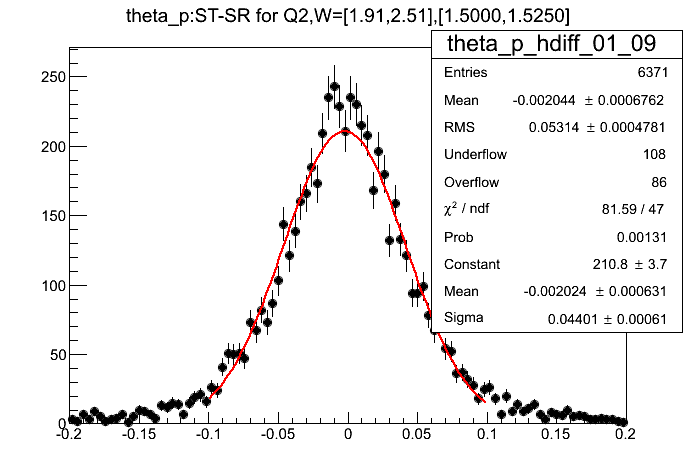 theta_p:ST-SR for Q2,W=[1.91,2.51],[1.5000,1.5250]
theta_p_hdiff_01_09
Entries 6371
Mean -0.002044 ± 0.0006762
RMS 0.05314 ± 0.0004781
Underflow 108
Overflow 86
χ² / ndf 81.59 / 47
Prob 0.00131
Constant 210.8 ± 3.7
Mean -0.002024 ± 0.000631
Sigma 0.04401 ± 0.00061
250
200
150
100
50
0
-0.2 -0.15 -0.1 -0.05 0 0.05 0.1 0.15 0.2